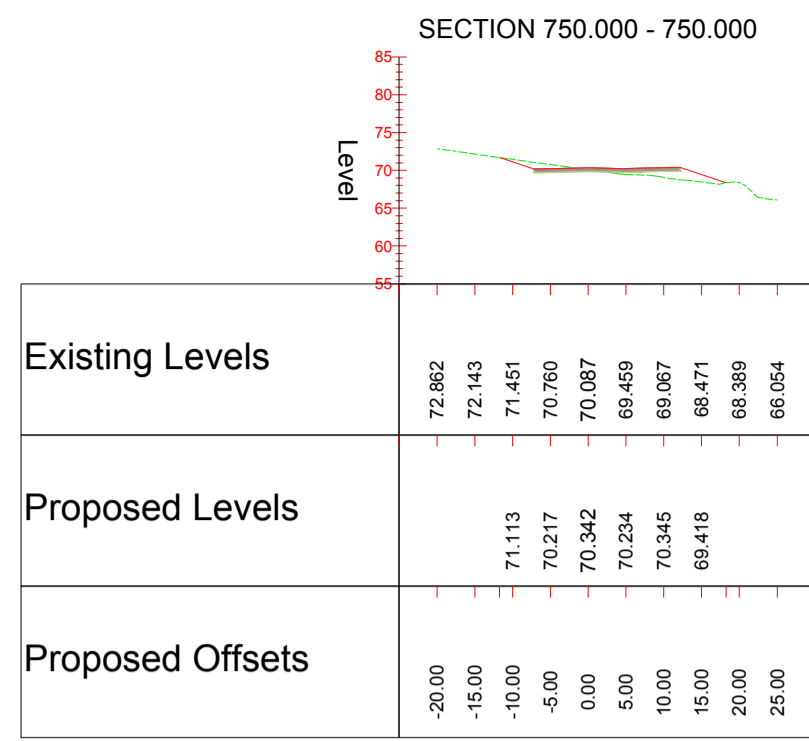 SECTION 750.000 - 750.000
85
80
75
70
65
60
55
Level
Existing Levels
72.862 72.143 71.451 70.760 70.087 69.459 69.067 68.471 68.389 66.054
Proposed Levels
71.113 70.217 70.342 70.234 70.345 69.418
Proposed Offsets
-20.00 -15.00 -10.00 -5.00 0.00 5.00 10.00 15.00 20.00 25.00